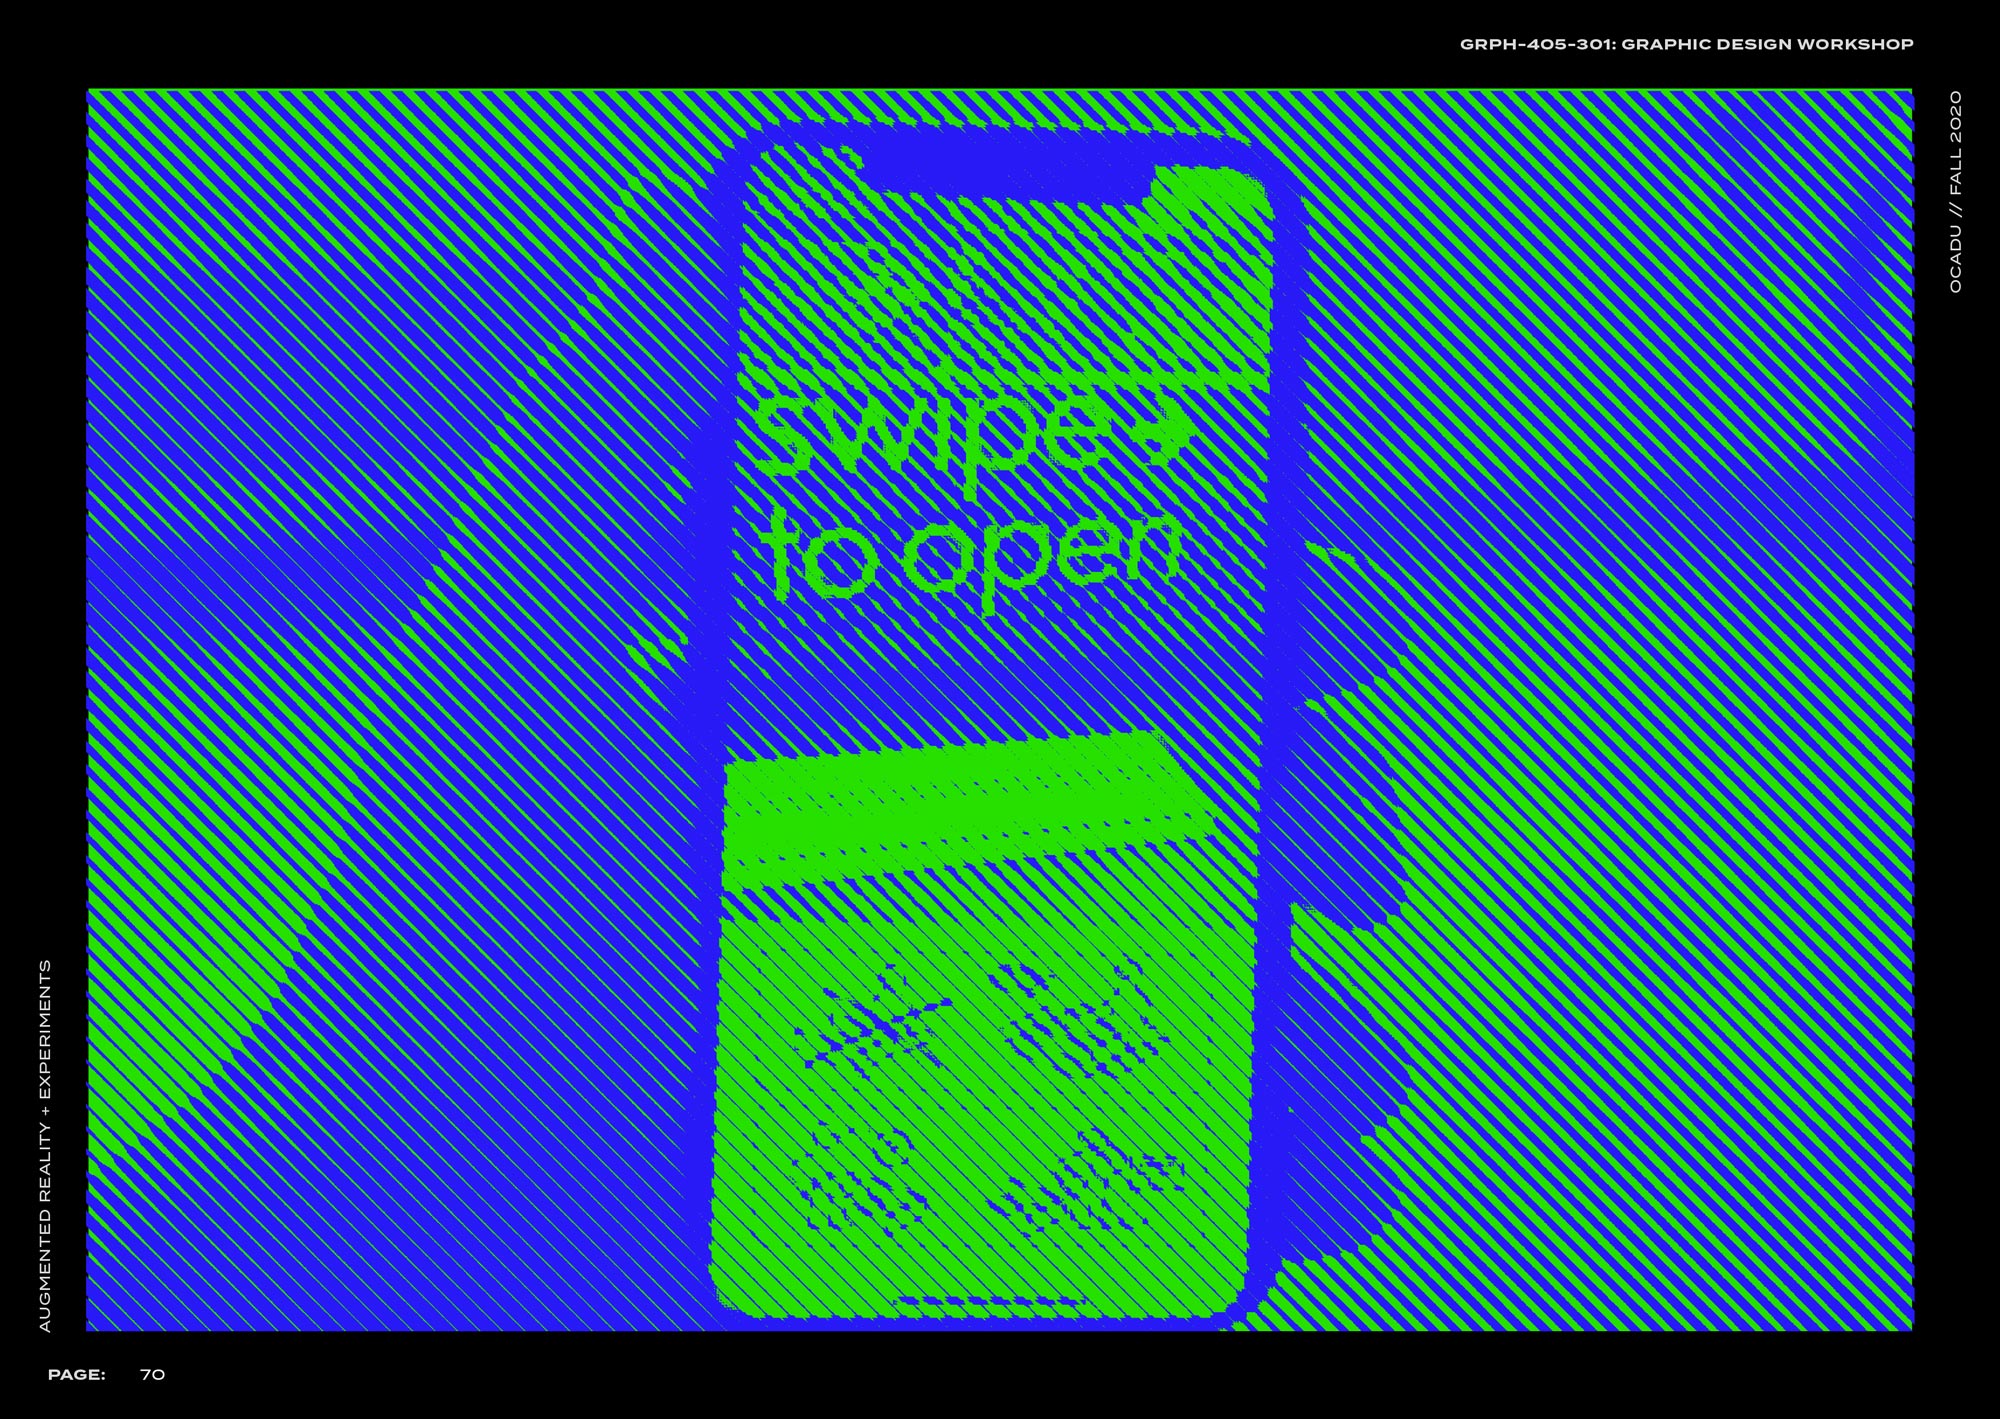 GRPH-405-301: GRAPHIC DESIGN WORKSHOP
OCADU // FALL 2020
swipe→
to open
AUGMENTED REALITY + EXPERIMENTS
PAGE: 70